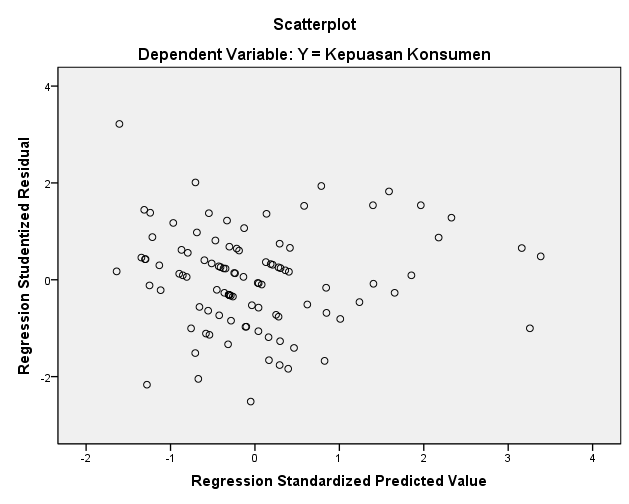 Scatterplot
Dependent Variable: Y = Kepuasan Konsumen
Regression Studentized Residual
4
2
0
-2
-2 -1 0 1 2 3 4
Regression Standardized Predicted Value